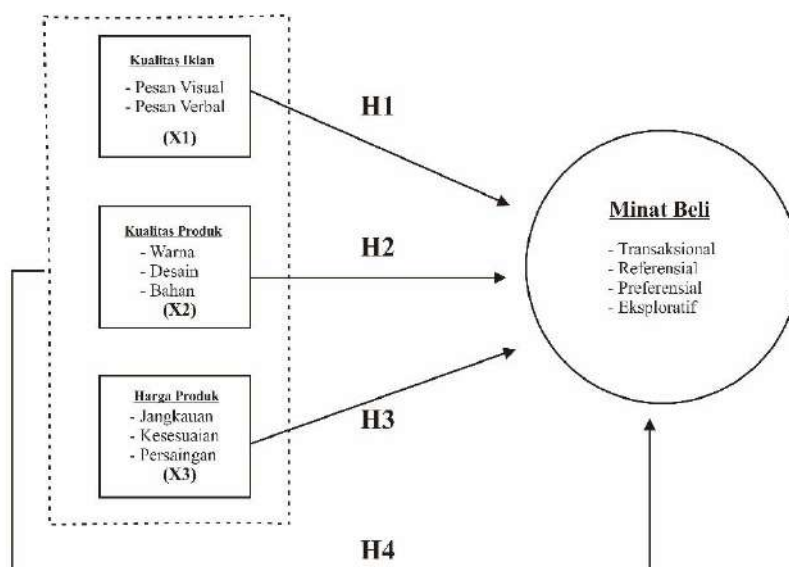 Kualitas Iklan
- Pesan Visual
- Pesan Verbal
(X1)
H1
Kualitas Produk
- Warna
- Desain
- Bahan
(X2)
H2
Minat Beli
- Transaksional
- Referensial
- Preferensial
- Eksploratif
Harga Produk
- Jangkauan
- Kesesuaian
- Persaingan
(X3)
H3
H4